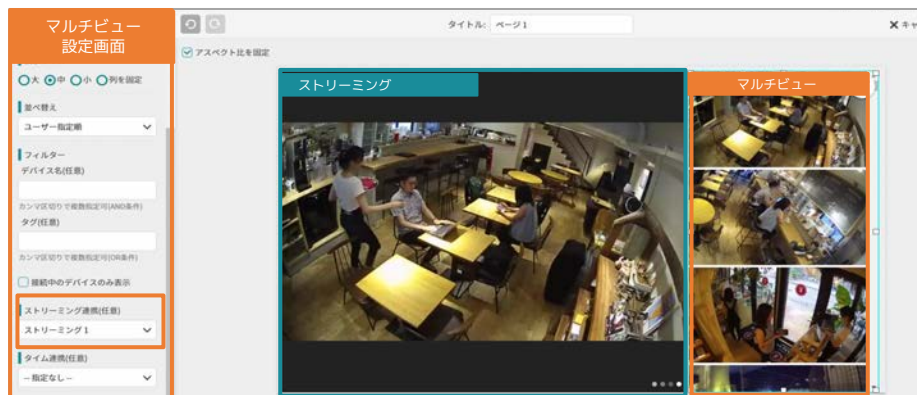 マルチビュー
設定画面
タイトル: ページ1
✕ キャ
アスペクト比を固定
大 中 小 列を固定
並べ替え
ユーザー指定順
フィルター
デバイス名(任意)
カンマ区切りで複数指定可(AND条件)
タグ(任意)
カンマ区切りで複数指定可(OR条件)
接続中のデバイスのみ表示
ストリーミング連携(任意)
ストリーミング1
タイム連携(任意)
-- 指定なし --
ストリーミング
マルチビュー